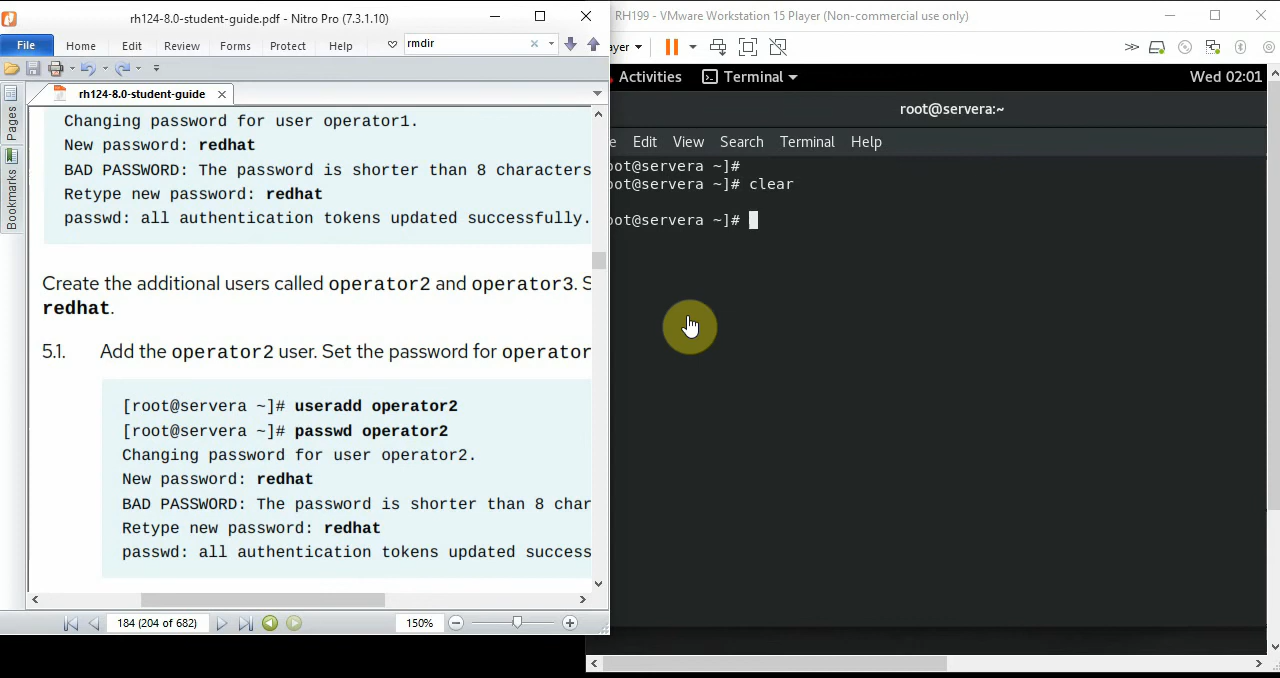 rh124-8.0-student-guide.pdf - Nitro Pro (7.3.1.10)
File Home Edit Review Forms Protect Help rmdir
rh124-8.0-student-guide
Pages
Bookmarks
Changing password for user operator1.
New password: redhat
BAD PASSWORD: The password is shorter than 8 characters
Retype new password: redhat
passwd: all authentication tokens updated successfully.
Create the additional users called operator2 and operator3. S
redhat.
5.1. Add the operator2 user. Set the password for operator
[root@servera ~]# useradd operator2
[root@servera ~]# passwd operator2
Changing password for user operator2.
New password: redhat
BAD PASSWORD: The password is shorter than 8 char
Retype new password: redhat
passwd: all authentication tokens updated success
184 (204 of 682) 150%
RH199 - VMware Workstation 15 Player (Non-commercial use only)
ayer
Activities Terminal Wed 02:01
root@servera:~
e Edit View Search Terminal Help
oot@servera ~]#
oot@servera ~]# clear
oot@servera ~]#